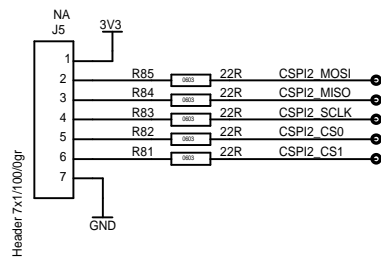 NA
J5
3V3
1
2 R85 0603 22R CSPI2_MOSI
3 R84 0603 22R CSPI2_MISO
4 R83 0603 22R CSPI2_SCLK
5 R82 0603 22R CSPI2_CS0
6 R81 0603 22R CSPI2_CS1
7
GND
Header 7x1/100/0gr